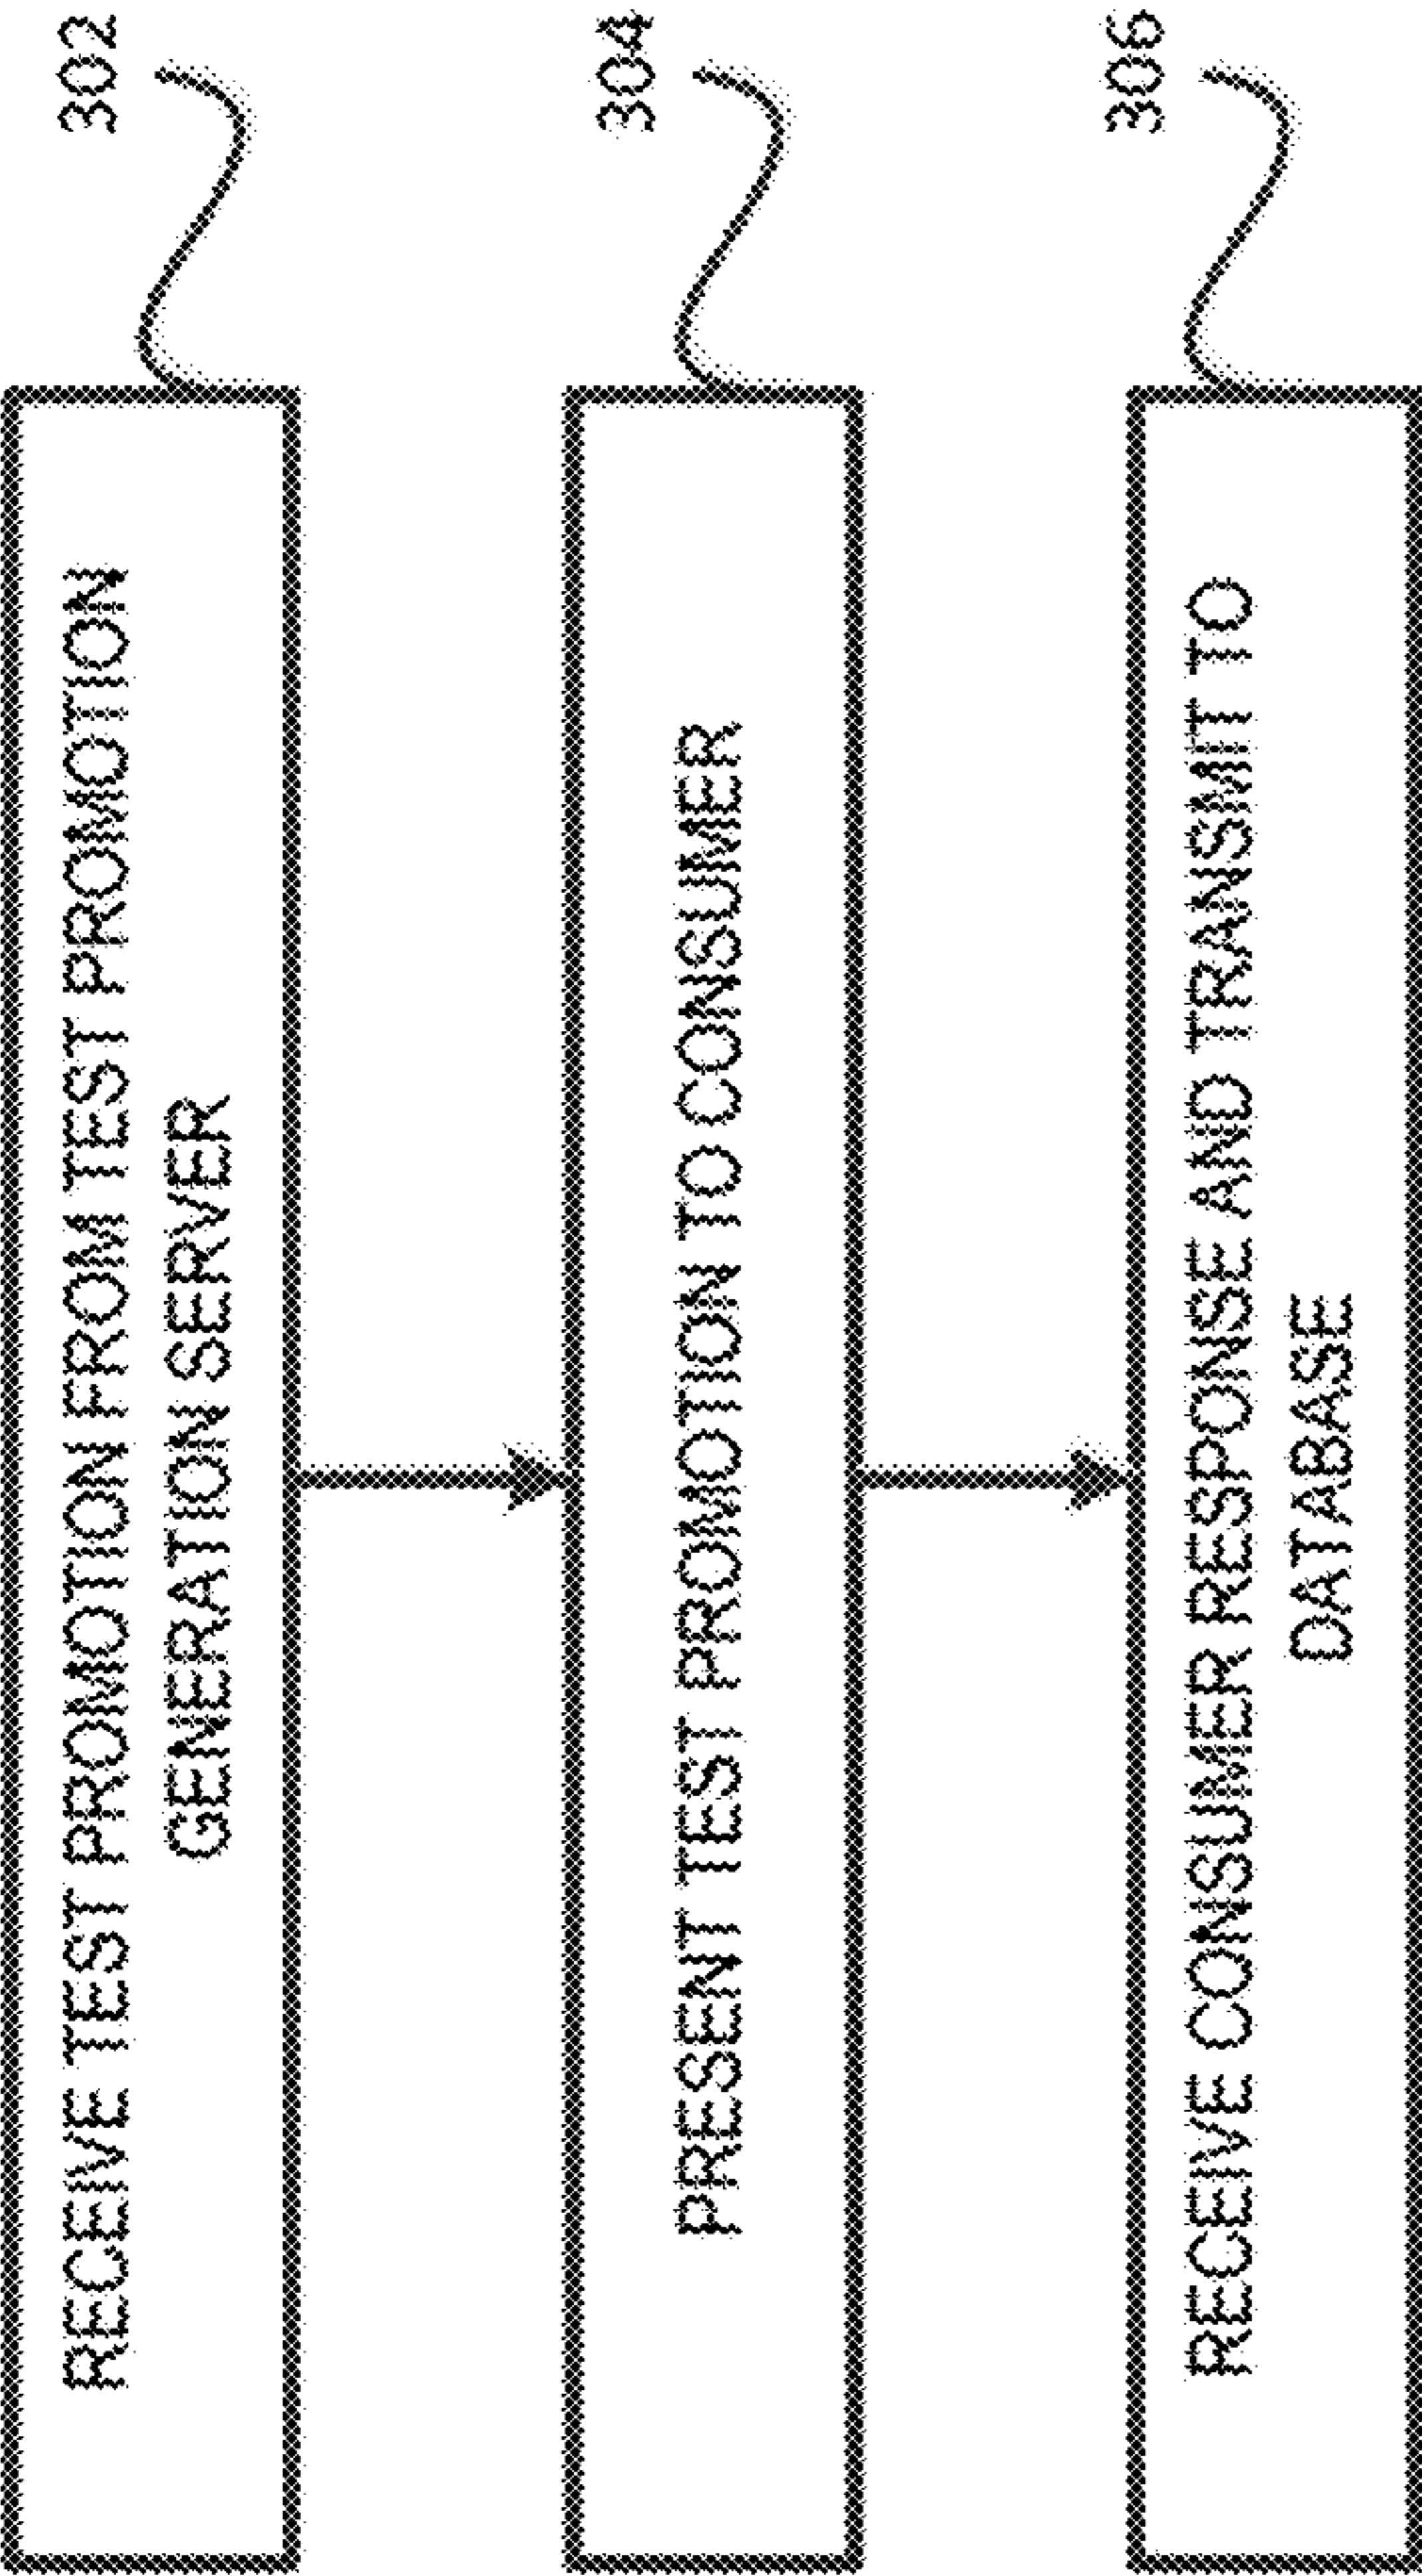 302
RECEIVE TEST PROMOTION FROM TEST PROMOTION
GENERATION SERVER
304
PRESENT TEST PROMOTION TO CONSUMER
306
RECEIVE CONSUMER RESPONSE AND TRANSMIT TO
DATABASE